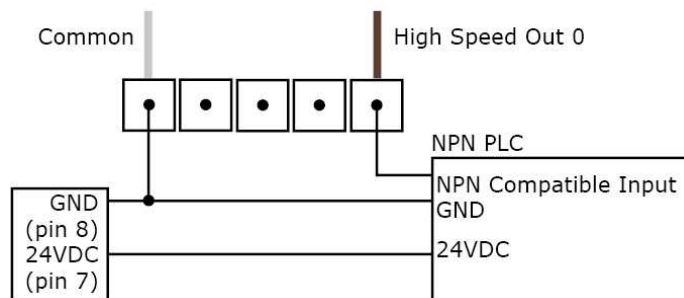 Common
High Speed Out 0
NPN PLC
NPN Compatible Input
GND
24VDC
GND
(pin 8)
24VDC
(pin 7)